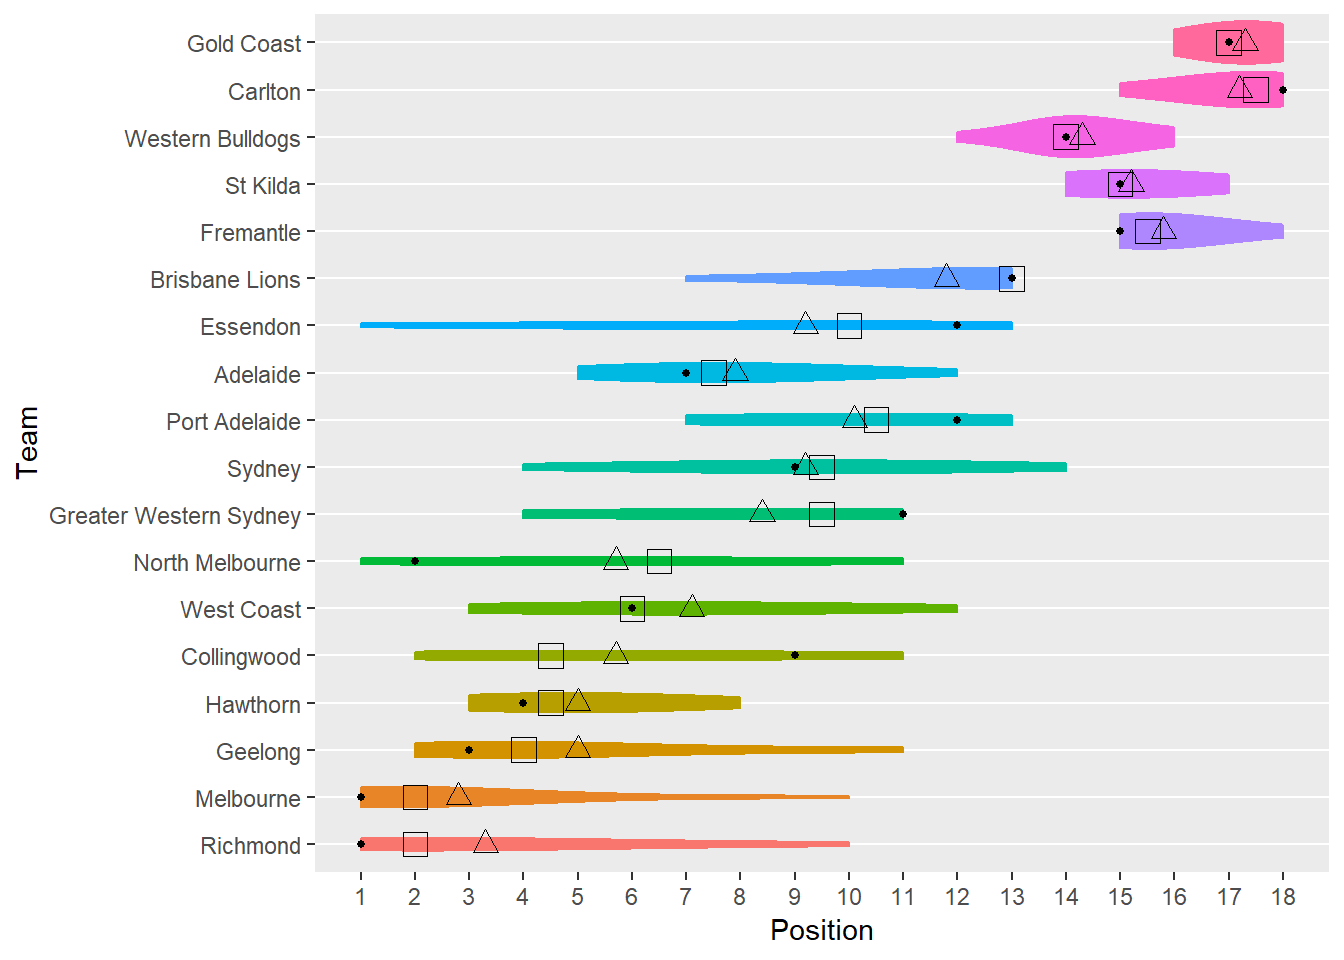 Gold Coast
Carlton
Western Bulldogs
St Kilda
Fremantle
Brisbane Lions
Essendon
Adelaide
Port Adelaide
Sydney
Greater Western Sydney
North Melbourne
West Coast
Collingwood
Hawthorn
Geelong
Melbourne
Richmond
Team
1 2 3 4 5 6 7 8 9 10 11 12 13 14 15 16 17 18
Position